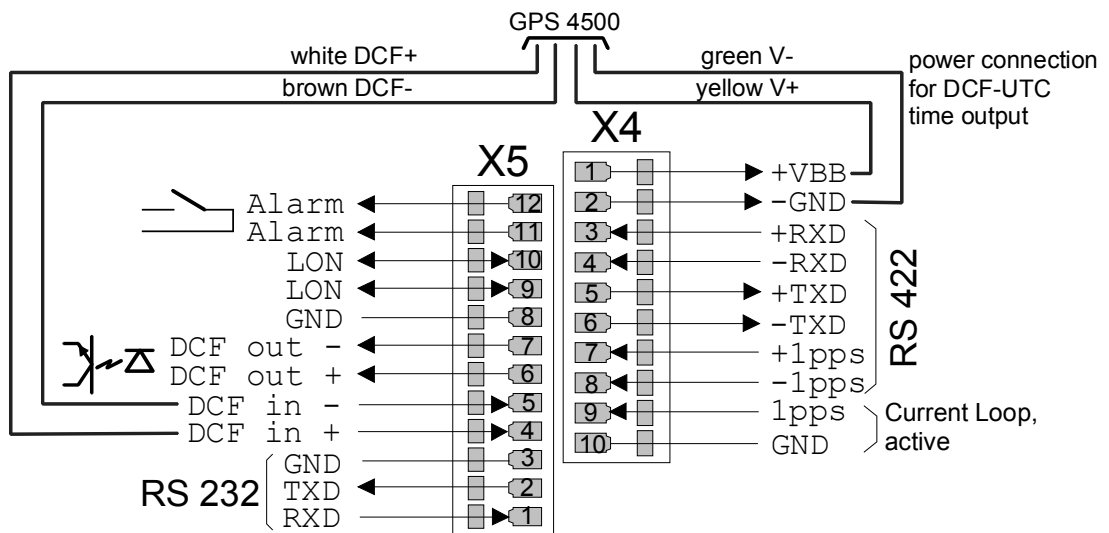 GPS 4500
white DCF+
green V-
brown DCF-
yellow V+
power connection
for DCF-UTC
time output
X5
12 Alarm
11 Alarm
10 LON
9 LON
8 GND
7 DCF out -
6 DCF out +
5 DCF in -
4 DCF in +
3 GND
2 TXD
1 RXD
RS 232
X4
1 +VBB
2 -GND
3 +RXD
4 -RXD
5 +TXD
6 -TXD
7 +1pps
8 -1pps
9 1pps
10 GND
RS 422
Current Loop,
active